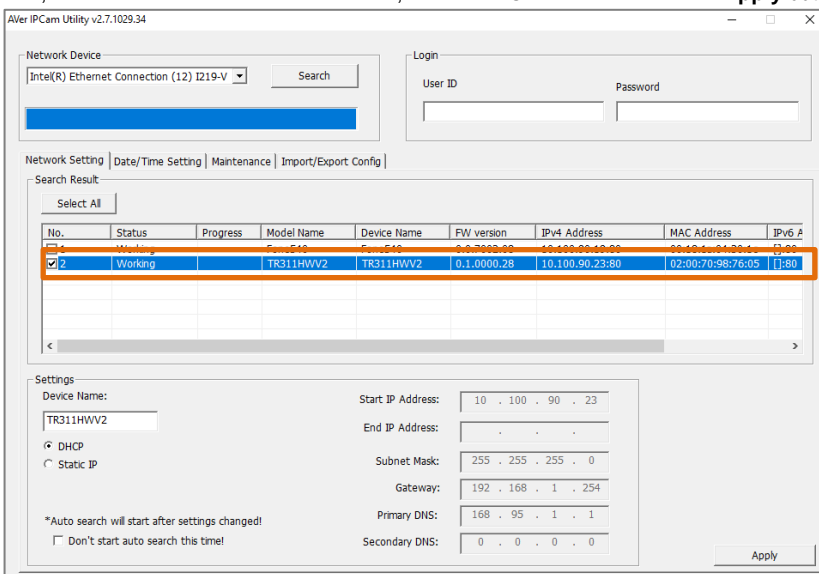 AVer IPCam Utility v2.7.1029.34
Network Device
Intel(R) Ethernet Connection (12) I219-V
Search
Login
User ID
Password
Network Setting Date/Time Setting Maintenance Import/Export Config
Search Result
Select All
No. Status Progress Model Name Device Name FW version IPv4 Address MAC Address IPv6 A
2 Working TR311HWV2 TR311HWV2 0.1.0000.28 10.100.90.23:80 02:00:70:98:76:05 []:80
Settings
Device Name:
TR311HWV2
DHCP
Static IP
*Auto search will start after settings changed!
Don't start auto search this time!
Start IP Address: 10 . 100 . 90 . 23
End IP Address: . . .
Subnet Mask: 255 . 255 . 255 . 0
Gateway: 192 . 168 . 1 . 254
Primary DNS: 168 . 95 . 1 . 1
Secondary DNS: 0 . 0 . 0 . 0
Apply